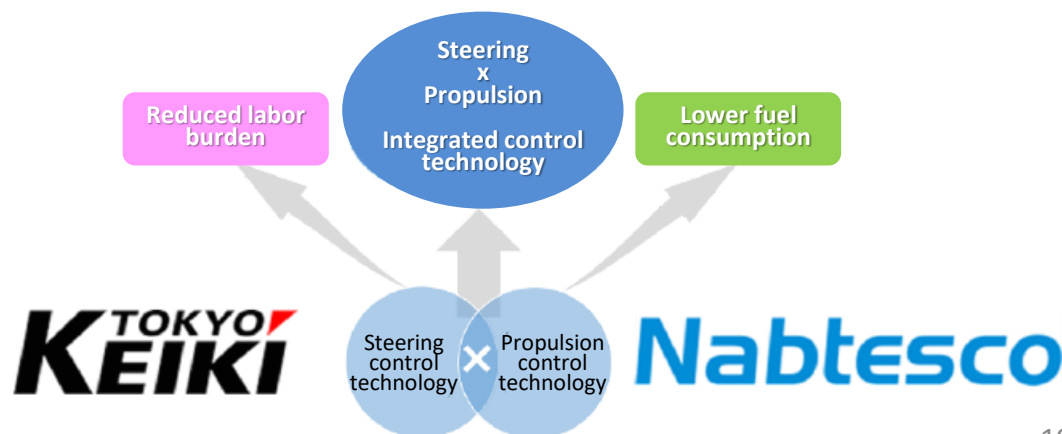 Steering
x
Propulsion
Integrated control
technology
Reduced labor
burden
Lower fuel
consumption
TOKYO
KEIKI
Steering
control
technology
×
Propulsion
control
technology
Nabtesco